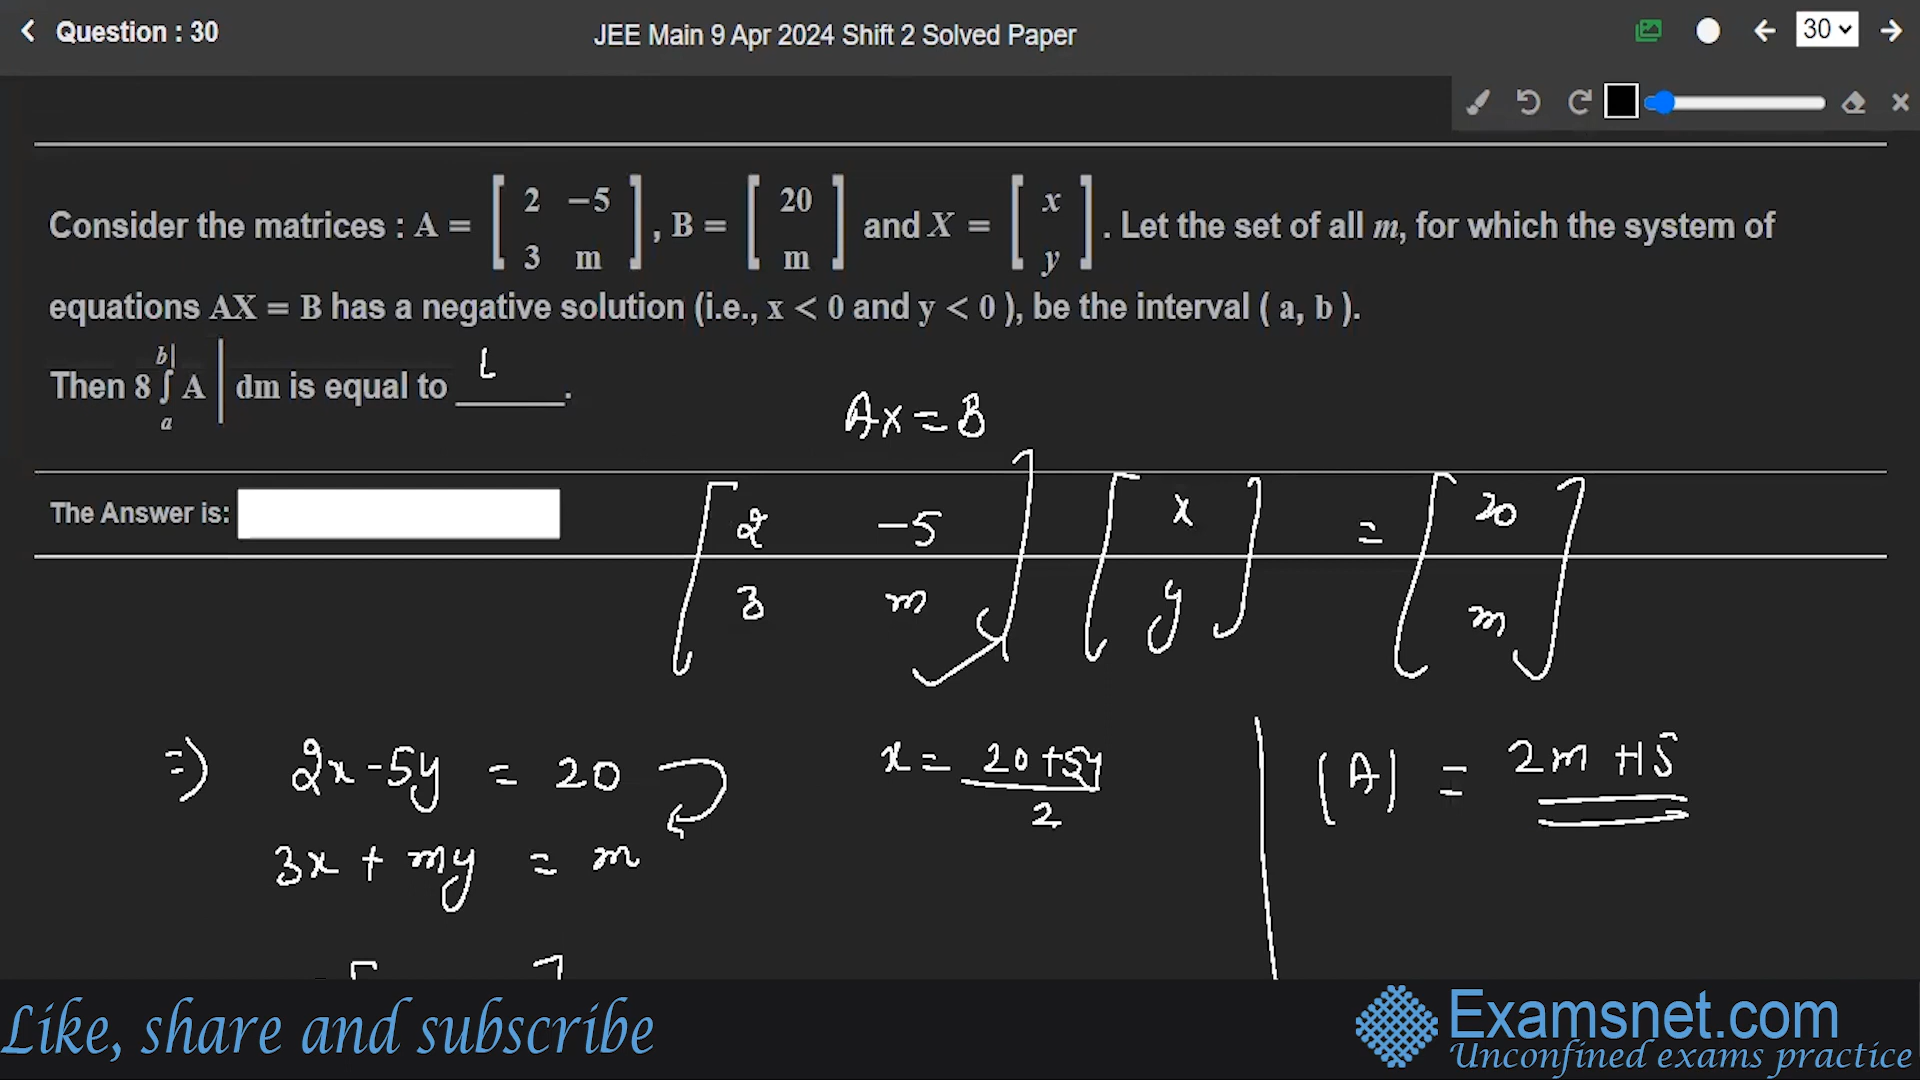 Question : 30
JEE Main 9 Apr 2024 Shift 2 Solved Paper
30
Consider the matrices : A = [ 2 −5 ; 3 m ], B = [ 20 ; m ] and X = [ x ; y ]. Let the set of all m, for which the system of
equations AX = B has a negative solution (i.e., x < 0 and y < 0 ), be the interval ( a, b ).
Then 8 ∫_a^b| A | dm is equal to ______.
AX = B
The Answer is:
[ 2 -5 ; 3 m ] [ x ; y ] = [ 20 ; m ]
=) 2x - 5y = 20
x = (20 + 5y)/2
|A| = 2m + 15
3x + my = m
Like, share and subscribe
Examsnet.com
Unconfined exams practice